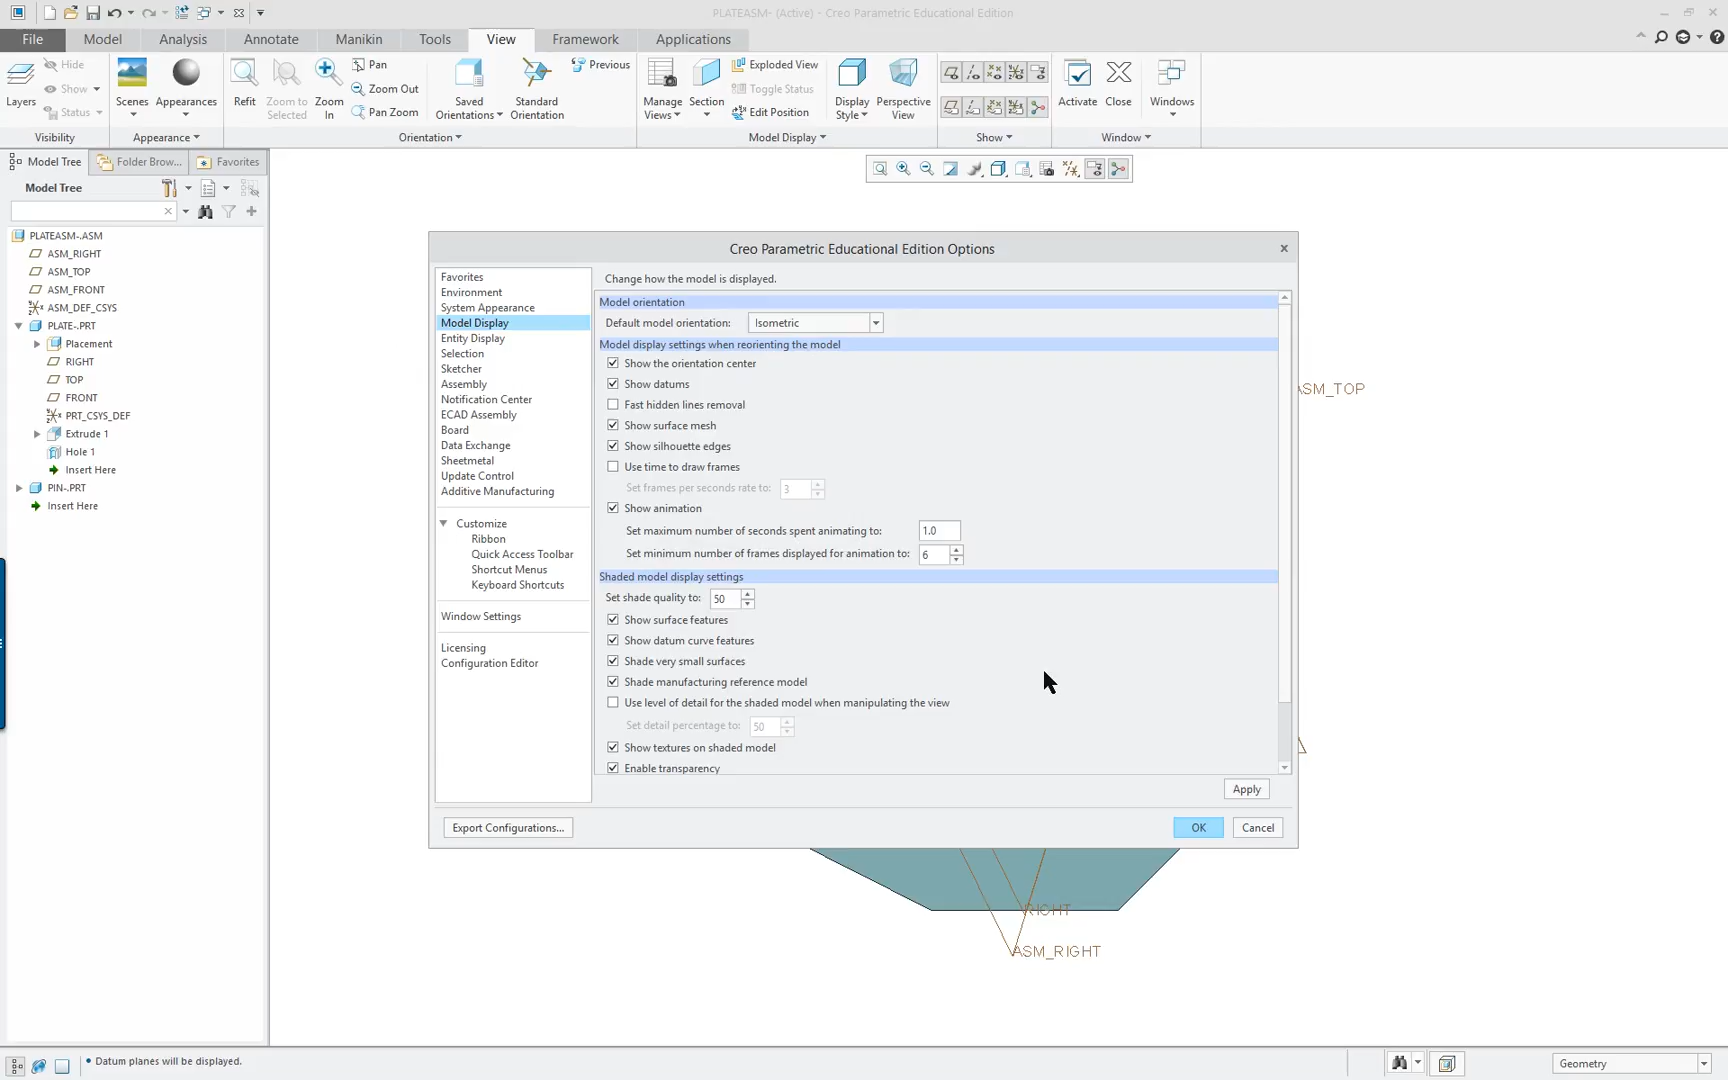 PLATEASM- (Active) - Creo Parametric Educational Edition
File
Model
Analysis
Annotate
Manikin
Tools
View
Framework
Applications
Layers
Hide
Show
Status
Visibility
Scenes
Appearances
Appearance
Refit
Zoom to Selected
Zoom In
Pan
Zoom Out
Pan Zoom
Saved Orientations
Standard Orientation
Previous
Orientation
Manage Views
Section
Exploded View
Toggle Status
Edit Position
Display Style
Perspective View
Model Display
Show
Activate
Close
Windows
Window
Model Tree
Folder Brow...
Favorites
Model Tree
PLATEASM-.ASM
ASM_RIGHT
ASM_TOP
ASM_FRONT
ASM_DEF_CSYS
PLATE-.PRT
Placement
RIGHT
TOP
FRONT
PRT_CSYS_DEF
Extrude 1
Hole 1
Insert Here
PIN-.PRT
Insert Here
Creo Parametric Educational Edition Options
Favorites
Environment
System Appearance
Model Display
Entity Display
Selection
Sketcher
Assembly
Notification Center
ECAD Assembly
Board
Data Exchange
Sheetmetal
Update Control
Additive Manufacturing
Customize
Ribbon
Quick Access Toolbar
Shortcut Menus
Keyboard Shortcuts
Window Settings
Licensing
Configuration Editor
Change how the model is displayed.
Model orientation
Default model orientation: Isometric
Model display settings when reorienting the model
Show the orientation center
Show datums
Fast hidden lines removal
Show surface mesh
Show silhouette edges
Use time to draw frames
Set frames per seconds rate to: 3
Show animation
Set maximum number of seconds spent animating to: 1.0
Set minimum number of frames displayed for animation to: 6
Shaded model display settings
Set shade quality to: 50
Show surface features
Show datum curve features
Shade very small surfaces
Shade manufacturing reference model
Use level of detail for the shaded model when manipulating the view
Set detail percentage to: 50
Show textures on shaded model
Enable transparency
Apply
Export Configurations...
OK
Cancel
ASM_TOP
RIGHT
ASM_RIGHT
• Datum planes will be displayed.
Geometry